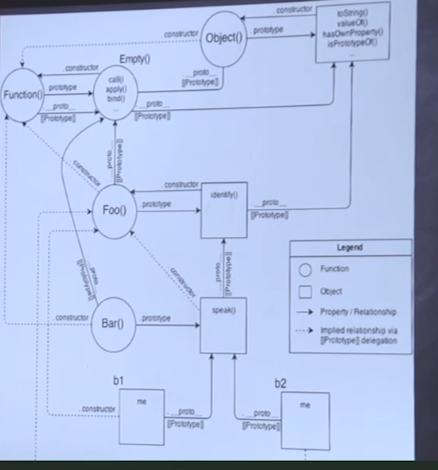 .constructor
toString()
valueOf()
hasOwnProperty()
isPrototypeOf()
...
Object()
.prototype
.constructor
Empty()
.constructor
__proto__
[[Prototype]]
Function()
.prototype
call()
apply()
bind()
...
__proto__
[[Prototype]]
__proto__
[[Prototype]]
.constructor
__proto__
[[Prototype]]
.constructor
identify()
Foo()
.prototype
__proto__
[[Prototype]]
Legend
Function
Object
Property / Relationship
Implied relationship via
[[Prototype]] delegation
__proto__
[[Prototype]]
.constructor
__proto__
[[Prototype]]
speak()
.constructor
Bar()
.prototype
b1
b2
me
me
.constructor
__proto__
[[Prototype]]
__proto__
[[Prototype]]